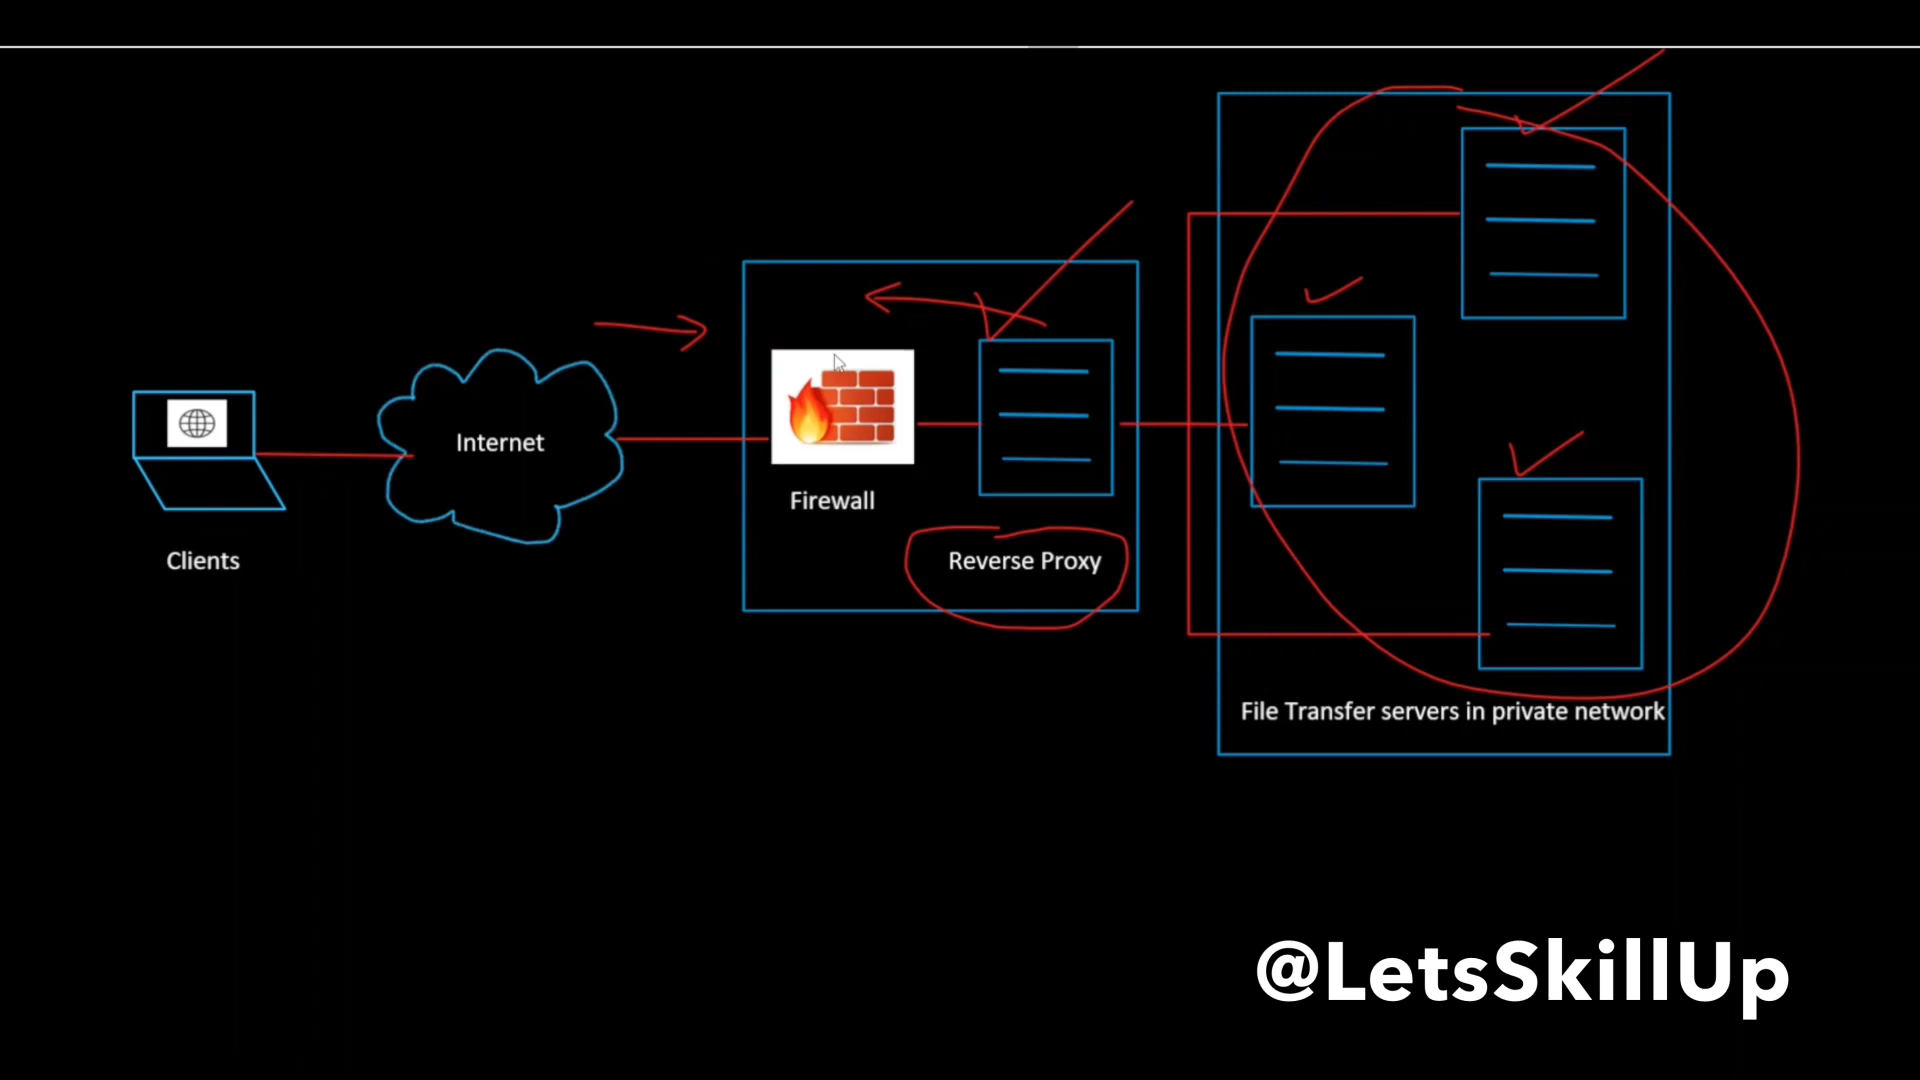 Clients
Internet
Firewall
Reverse Proxy
File Transfer servers in private network
@LetsSkillUp